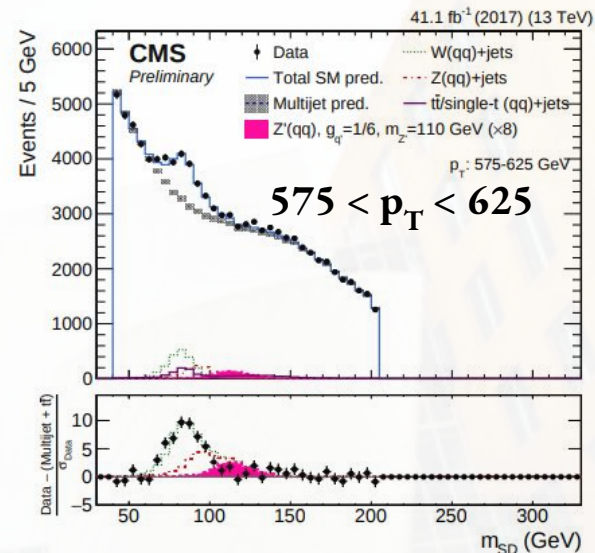 41.1 fb⁻¹ (2017) (13 TeV)
Events / 5 GeV
CMS
Preliminary
Data
Total SM pred.
Multijet pred.
Z'(qq), g_q'=1/6, m_Z'=110 GeV (×8)
W(qq)+jets
Z(qq)+jets
tt̄/single-t (qq)+jets
p_T: 575-625 GeV
575 < p_T < 625
6000
5000
4000
3000
2000
1000
0
Data − (Multijet + tt̄)
σ_Data
10
5
0
−5
50 100 150 200 250 300
m_SD (GeV)